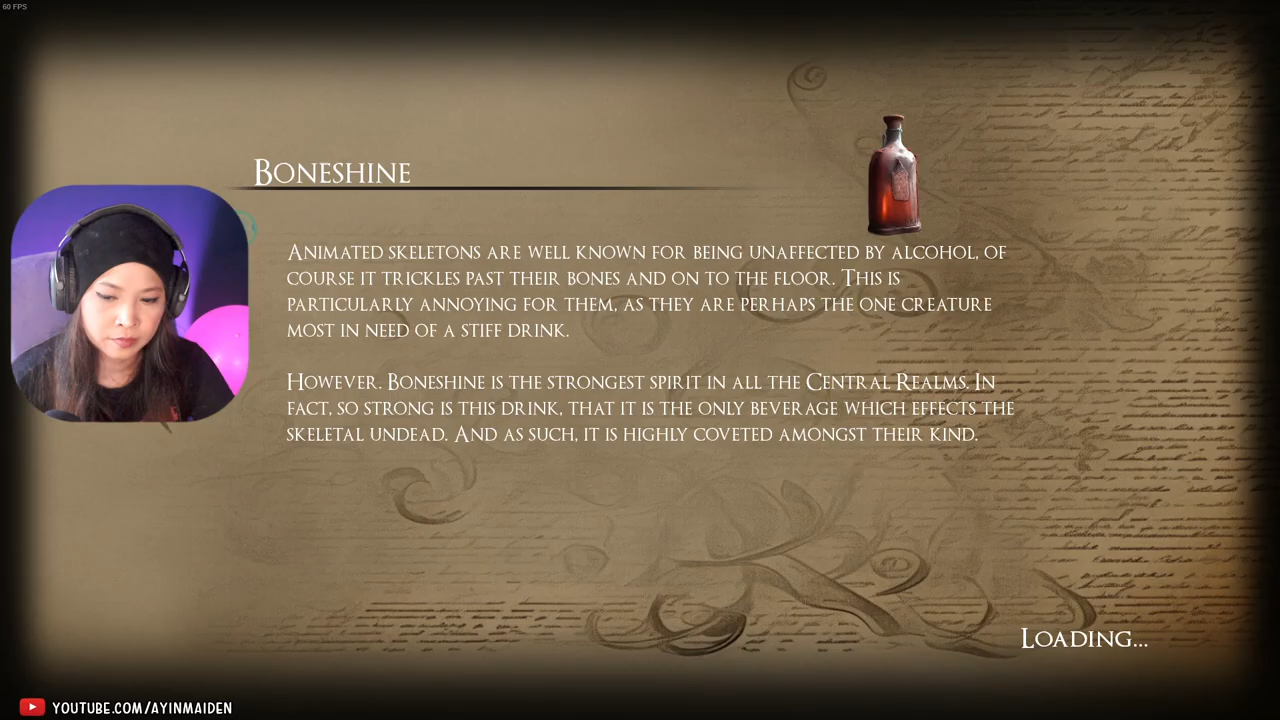 60 FPS
Boneshine
Animated skeletons are well known for being unaffected by alcohol, of
course it trickles past their bones and on to the floor. This is
particularly annoying for them, as they are perhaps the one creature
most in need of a stiff drink.
However. Boneshine is the strongest spirit in all the Central Realms. In
fact, so strong is this drink, that it is the only beverage which effects the
skeletal undead. And as such, it is highly coveted amongst their kind.
Loading...
YOUTUBE.COM/AYINMAIDEN